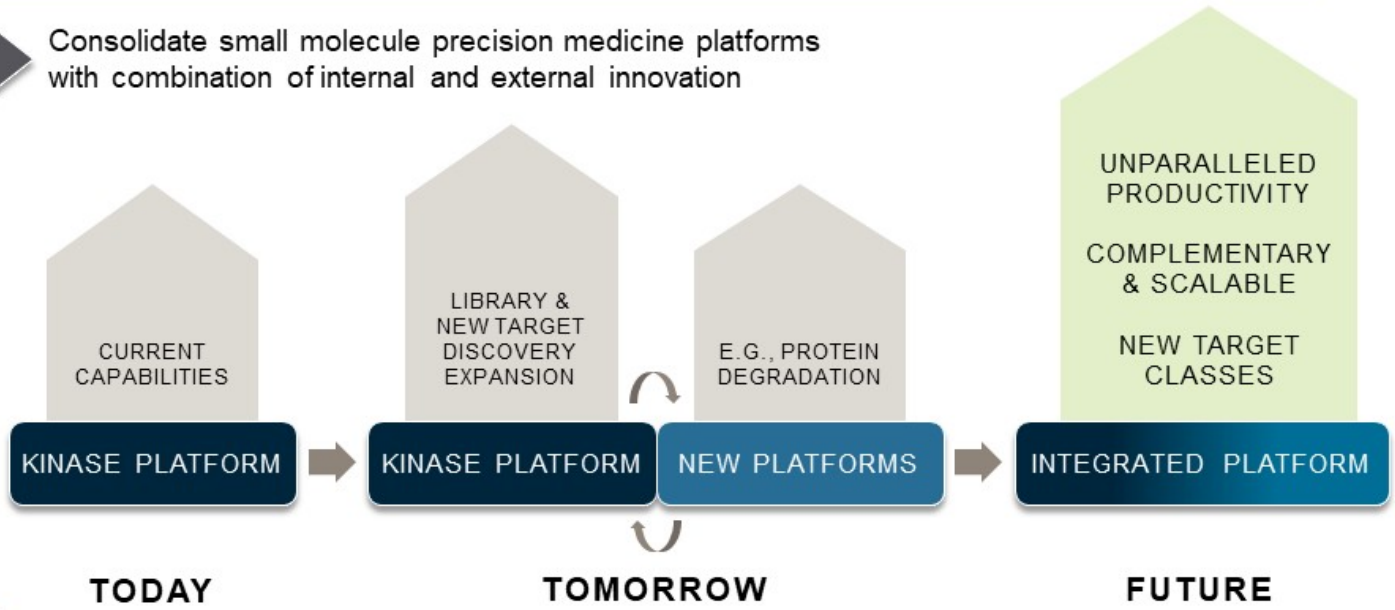 Consolidate small molecule precision medicine platforms
with combination of internal and external innovation
CURRENT
CAPABILITIES
KINASE PLATFORM
TODAY
LIBRARY &
NEW TARGET
DISCOVERY
EXPANSION
KINASE PLATFORM
E.G., PROTEIN
DEGRADATION
NEW PLATFORMS
TOMORROW
UNPARALLELED
PRODUCTIVITY
COMPLEMENTARY
& SCALABLE
NEW TARGET
CLASSES
INTEGRATED PLATFORM
FUTURE